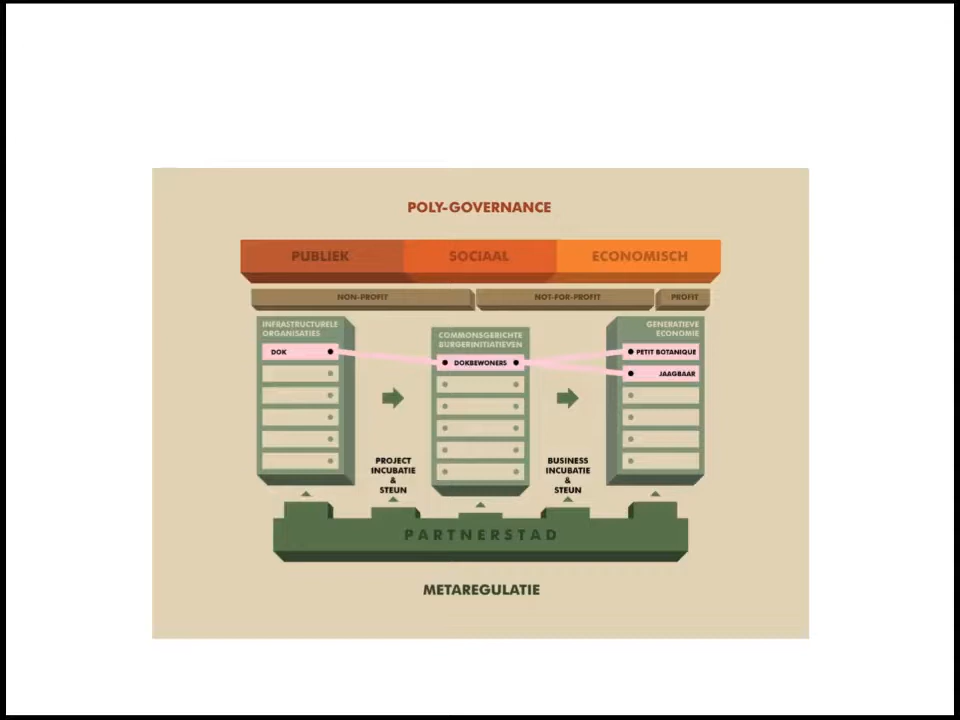 POLY-GOVERNANCE
PUBLIEK
SOCIAAL
ECONOMISCH
NON-PROFIT
NOT-FOR-PROFIT
PROFIT
INFRASTRUCTURELE
ORGANISATIES
DOK
COMMONSGERICHTE
BURGERINITIATIEVEN
DOKBEWONERS
GENERATIEVE
ECONOMIE
PETIT BOTANIQUE
JAAGBAAR
PROJECT
INCUBATIE
&
STEUN
BUSINESS
INCUBATIE
&
STEUN
PARTNERSTAD
METAREGULATIE